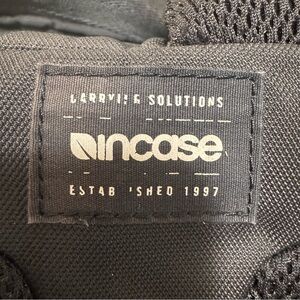 CARRYING SOLUTIONS
incase
ESTABLISHED 1997